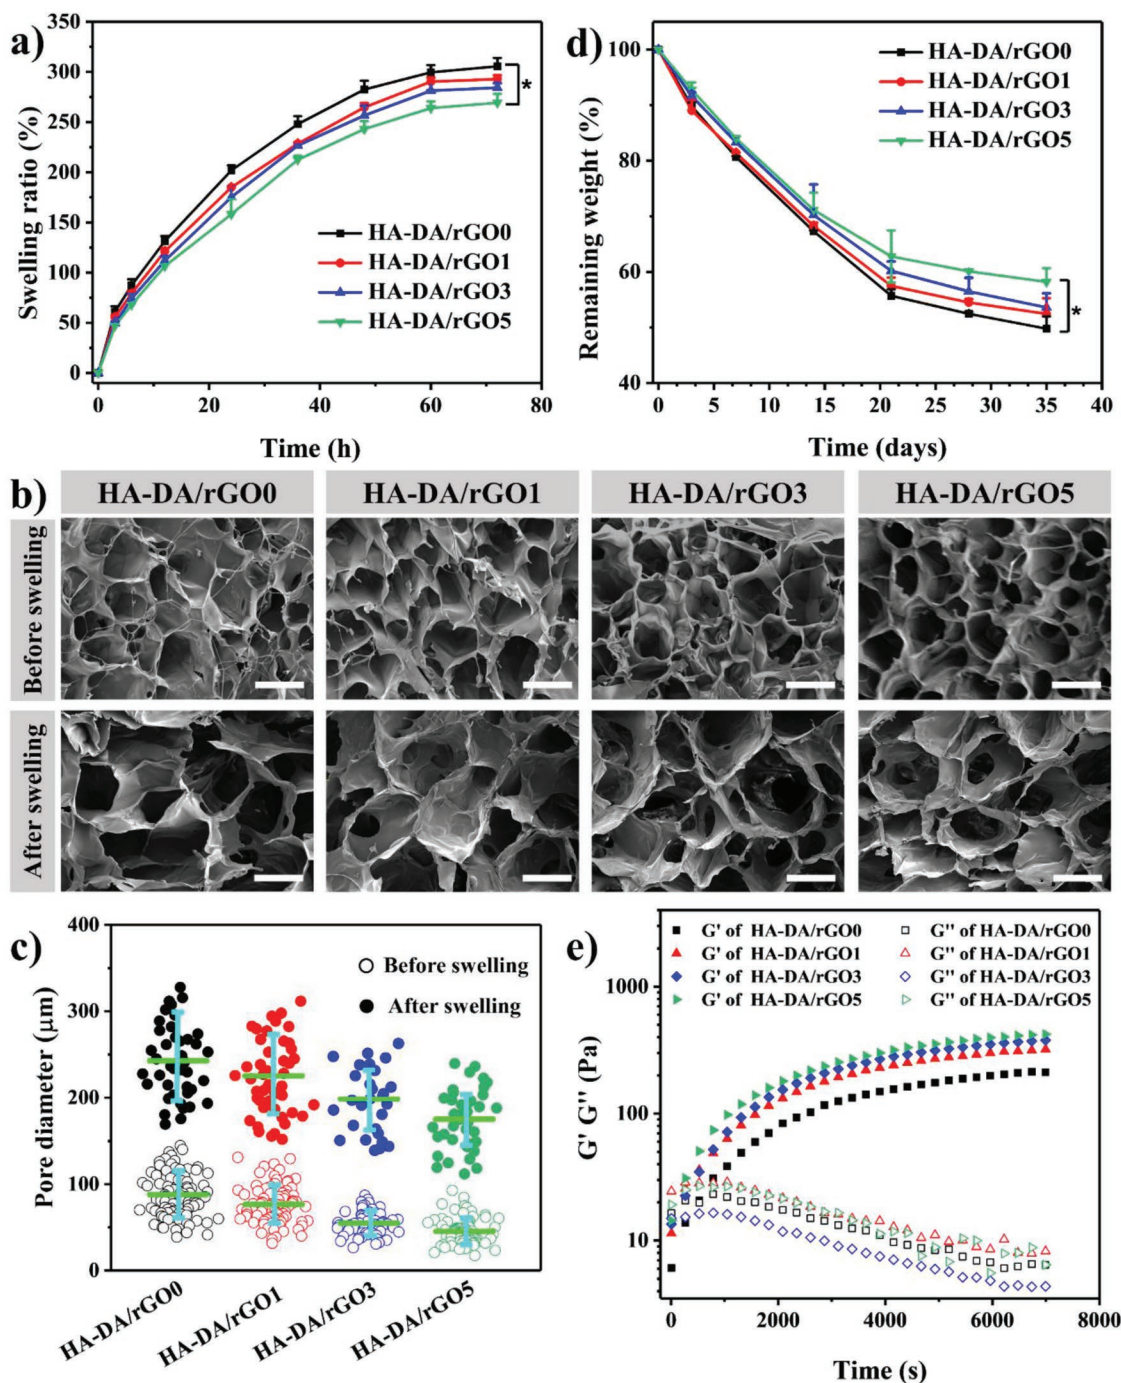 a)
350
300
250
200
150
100
50
0
Swelling ratio (%)
HA-DA/rGO0
HA-DA/rGO1
HA-DA/rGO3
HA-DA/rGO5
*
0 20 40 60 80
Time (h)
d)
100
80
60
40
Remaining weight (%)
HA-DA/rGO0
HA-DA/rGO1
HA-DA/rGO3
HA-DA/rGO5
*
0 5 10 15 20 25 30 35 40
Time (days)
b)
HA-DA/rGO0 HA-DA/rGO1 HA-DA/rGO3 HA-DA/rGO5
Before swelling
After swelling
c)
400
300
200
100
0
Pore diameter (μm)
Before swelling
After swelling
HA-DA/rGO0
HA-DA/rGO1
HA-DA/rGO3
HA-DA/rGO5
e)
G' of HA-DA/rGO0 G'' of HA-DA/rGO0
G' of HA-DA/rGO1 G'' of HA-DA/rGO1
G' of HA-DA/rGO3 G'' of HA-DA/rGO3
G' of HA-DA/rGO5 G'' of HA-DA/rGO5
1000
100
10
G' G'' (Pa)
0 2000 4000 6000 8000
Time (s)